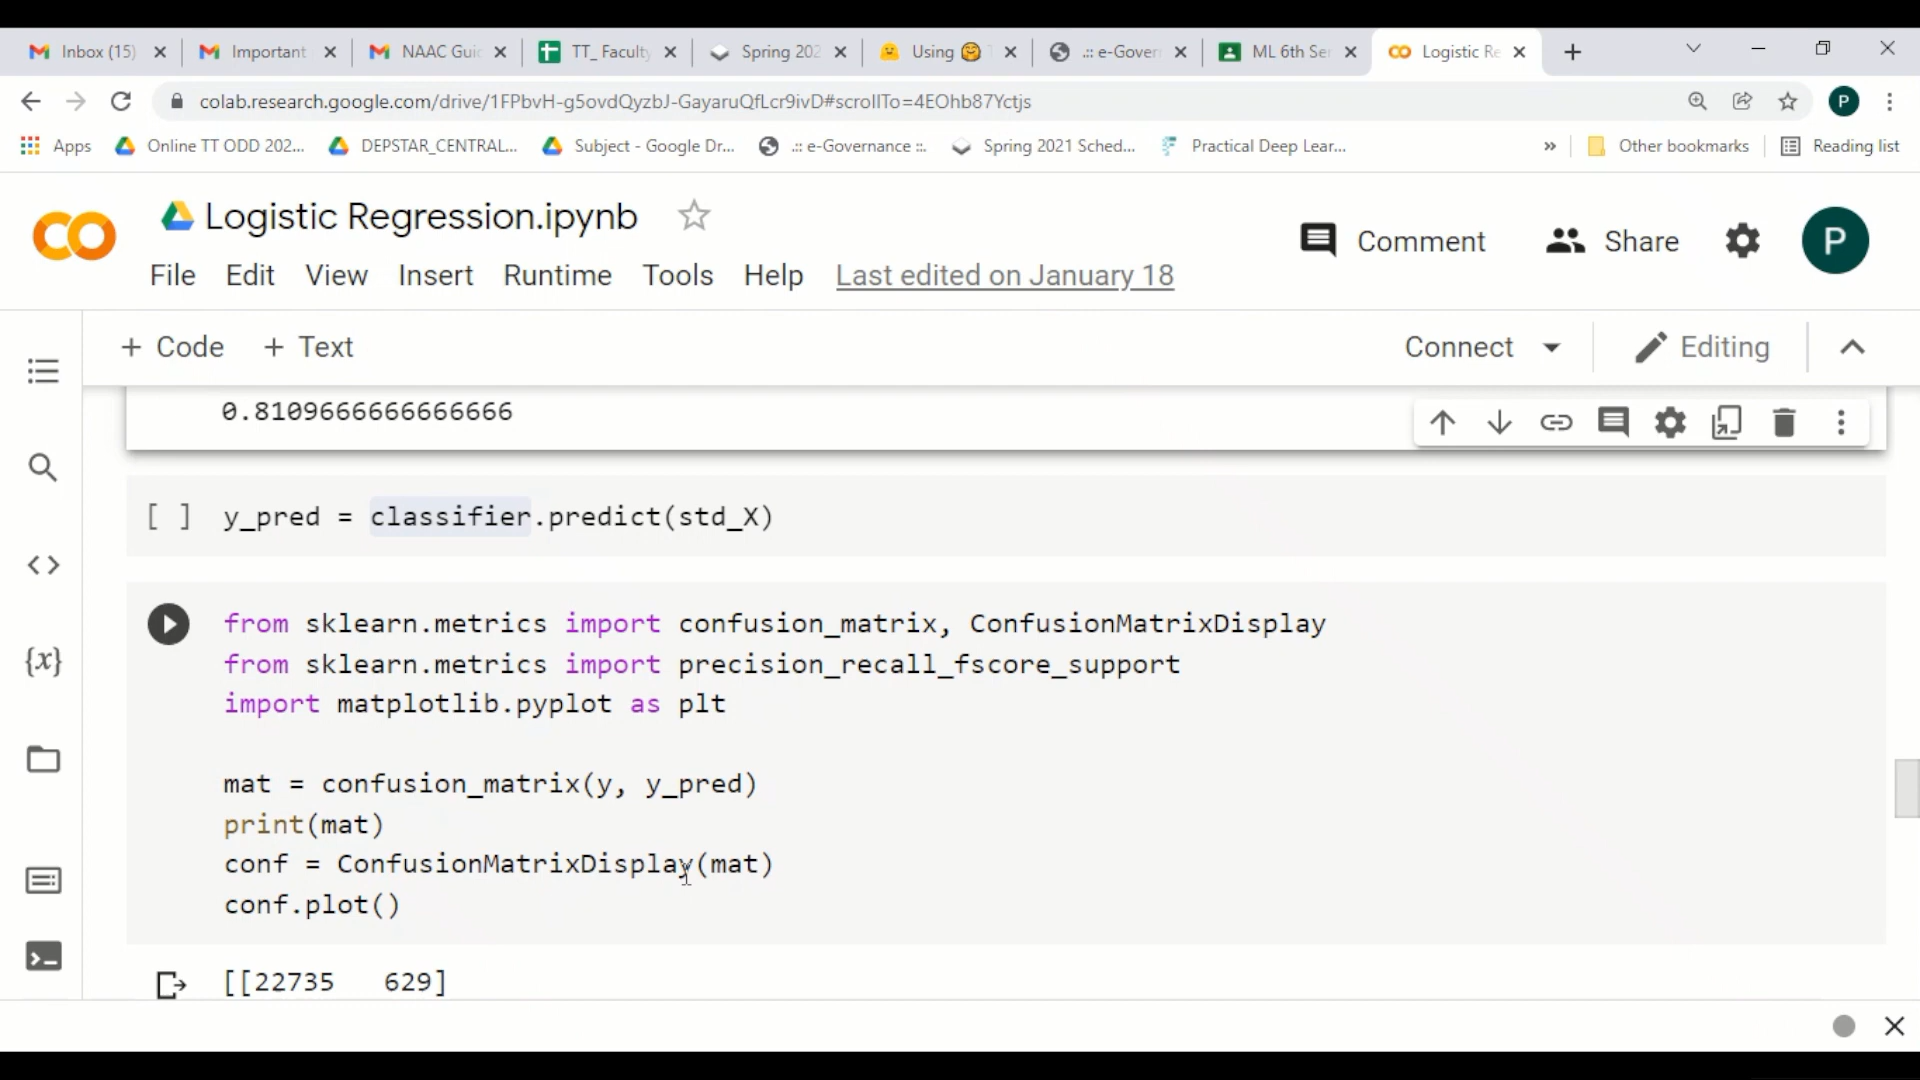 Inbox (15)
Important
NAAC Guid
TT_ Faculty
Spring 202
Using 🤗 T
.:: e-Govern
ML 6th Sem
Logistic Re
colab.research.google.com/drive/1FPbvH-g5ovdQyzbJ-GayaruQfLcr9ivD#scrollTo=4EOhb87Yctjs
P
Apps
Online TT ODD 202...
DEPSTAR_CENTRAL...
Subject - Google Dr...
.:: e-Governance ::.
Spring 2021 Sched...
Practical Deep Lear...
»
Other bookmarks
Reading list
Logistic Regression.ipynb
Comment
Share
P
File Edit View Insert Runtime Tools Help Last edited on January 18
+ Code + Text
Connect
Editing
0.8109666666666666
[ ] y_pred = classifier.predict(std_X)
from sklearn.metrics import confusion_matrix, ConfusionMatrixDisplay
from sklearn.metrics import precision_recall_fscore_support
import matplotlib.pyplot as plt
mat = confusion_matrix(y, y_pred)
print(mat)
conf = ConfusionMatrixDisplay(mat)
conf.plot()
[[22735 629]